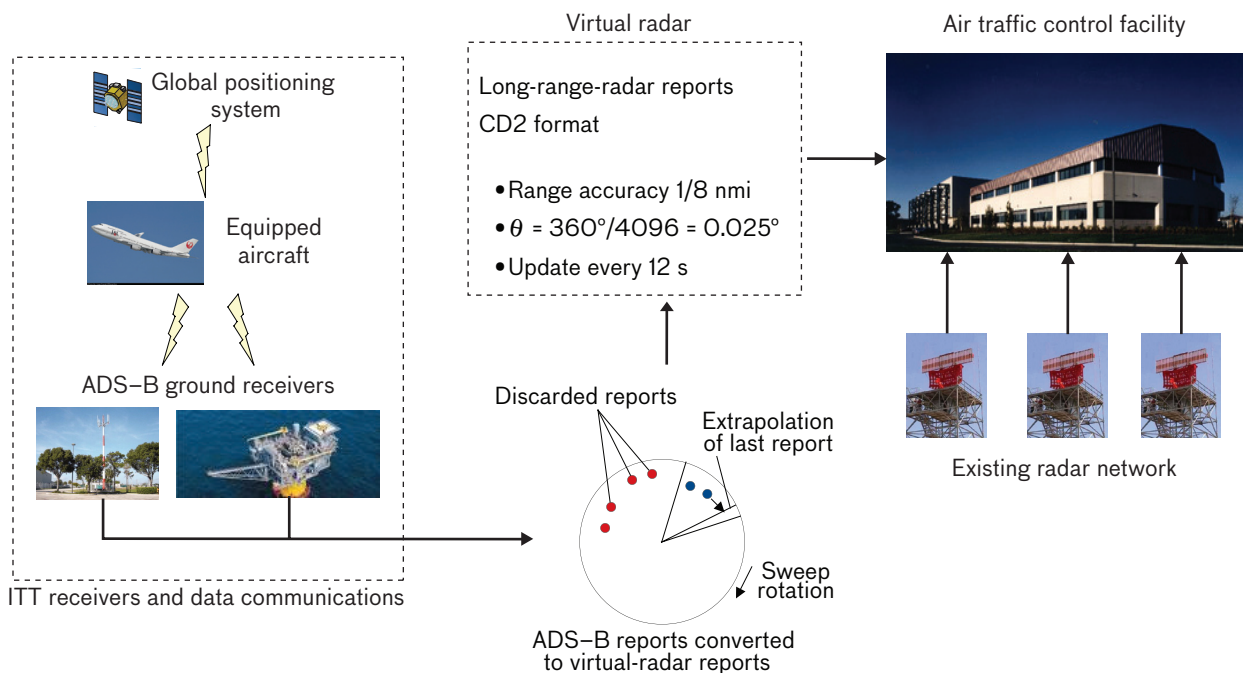 Virtual radar
Air traffic control facility
Global positioning
system
Equipped
aircraft
ADS–B ground receivers
ITT receivers and data communications
Long-range-radar reports
CD2 format
• Range accuracy 1/8 nmi
• θ = 360°/4096 = 0.025°
• Update every 12 s
Discarded reports
Extrapolation
of last report
Sweep
rotation
ADS–B reports converted
to virtual-radar reports
Existing radar network